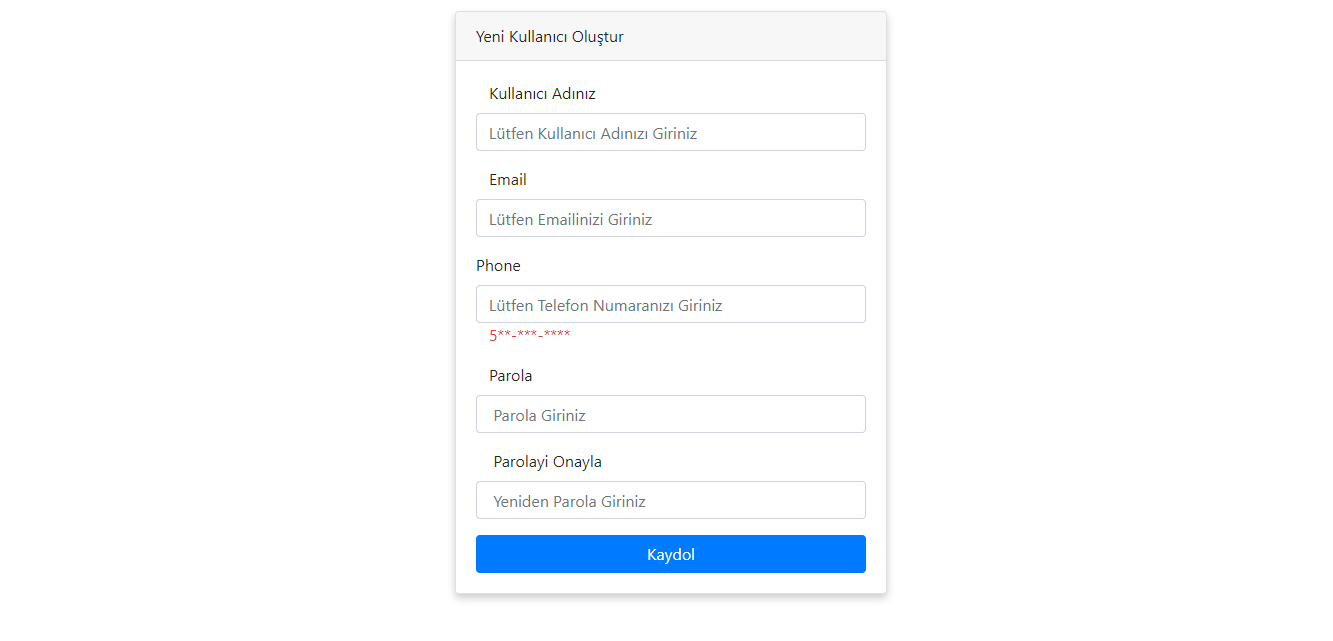 Yeni Kullanıcı Oluştur
Kullanıcı Adınız
Lütfen Kullanıcı Adınızı Giriniz
Email
Lütfen Emailinizi Giriniz
Phone
Lütfen Telefon Numaranızı Giriniz
5**-***-****
Parola
Parola Giriniz
Parolayi Onayla
Yeniden Parola Giriniz
Kaydol